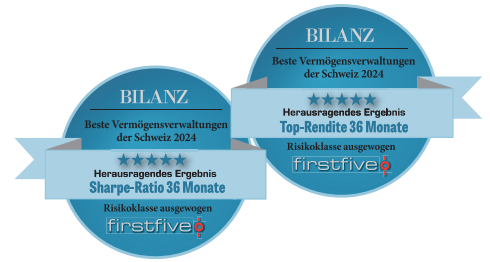 BILANZ
Beste Vermögensverwaltungen
der Schweiz 2024
★★★★★
Herausragendes Ergebnis
Sharpe-Ratio 36 Monate
Risikoklasse ausgewogen
firstfive
BILANZ
Beste Vermögensverwaltungen
der Schweiz 2024
★★★★★
Herausragendes Ergebnis
Top-Rendite 36 Monate
Risikoklasse ausgewogen
firstfive